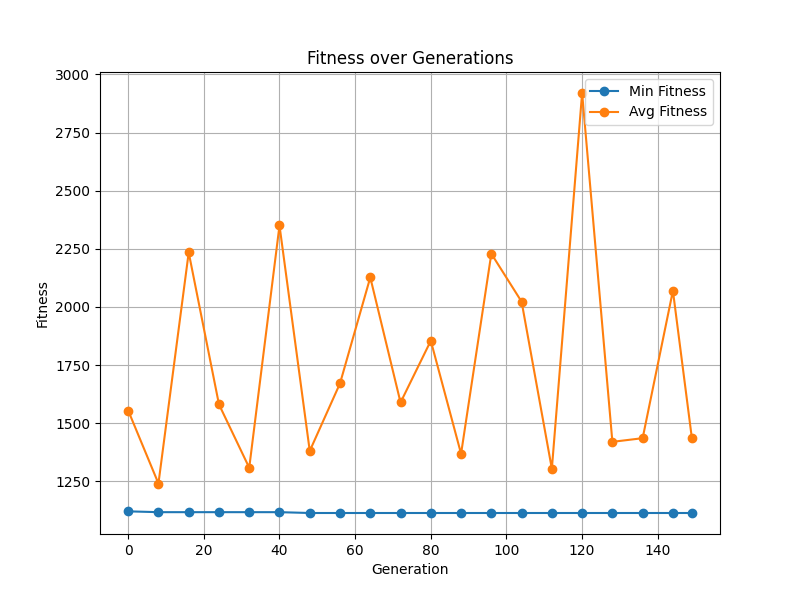 Fitness over Generations
3000
2750
2500
2250
2000
1750
1500
1250
Fitness
Min Fitness
Avg Fitness
0 20 40 60 80 100 120 140
Generation